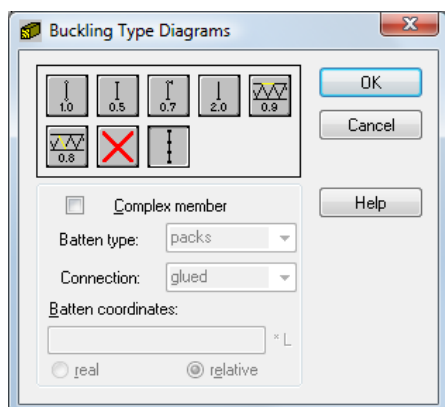 Buckling Type Diagrams
1.0 0.5 0.7 2.0 0.9
0.8
OK
Cancel
Help
Complex member
Batten type: packs
Connection: glued
Batten coordinates:
* L
real relative